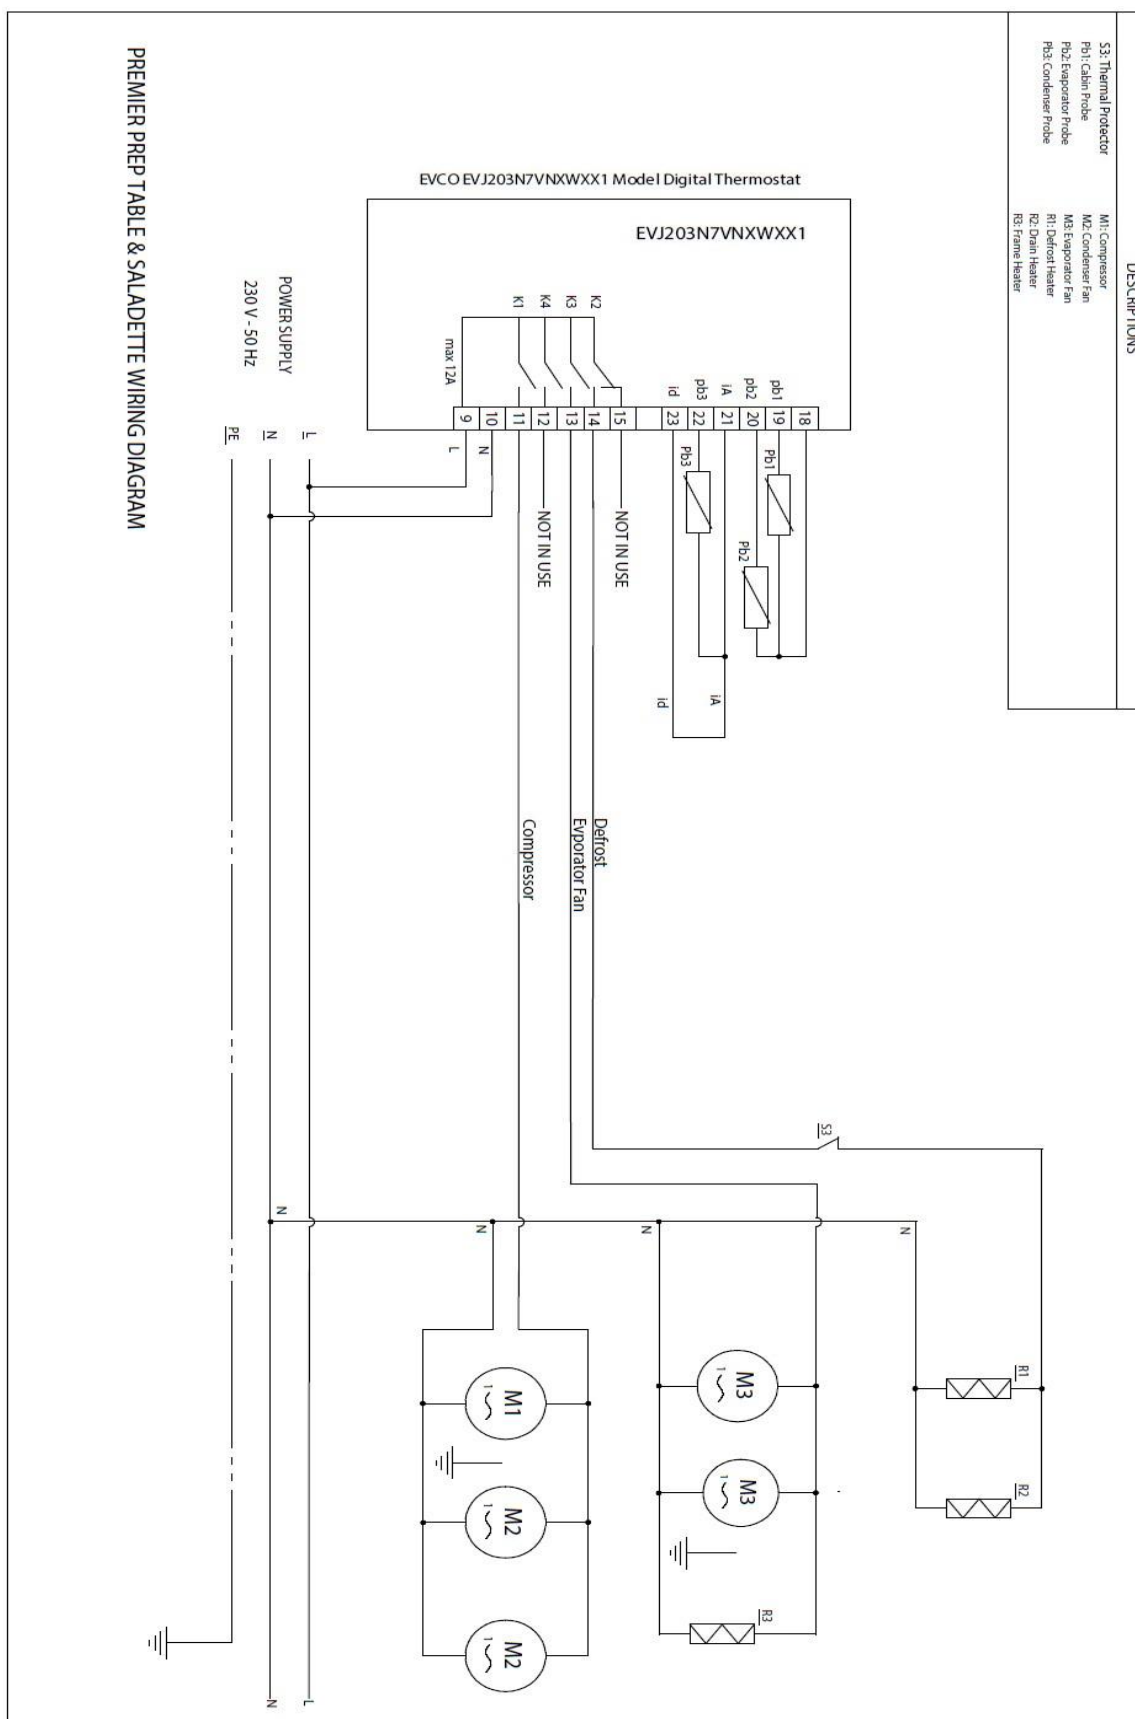 DESCRIPTIONS
S3: Thermal Protector
Pb1: Cabin Probe
Pb2: Evaporator Probe
Pb3: Condenser Probe
M1: Compressor
M2: Condenser Fan
M3: Evaporator Fan
R1: Defrost Heater
R2: Drain Heater
R3: Frame Heater
EVCO EVJ203N7VNXWXX1 Model Digital Thermostat
EVJ203N7VNXWXX1
K1
K4
K3
K2
max 12A
id
pb3
iA
pb2
pb1
9
10
11
12
13
14
15
23
22
21
20
19
18
L
N
Pb3
Pb1
Pb2
NOT IN USE
NOT IN USE
id
iA
POWER SUPPLY
230 V - 50 Hz
PE
N
L
Compressor
Evporator Fan
Defrost
S3
N
N
N
N
M1
1
M2
1
M2
1
M3
1
M3
1
R3
R1
R2
N
L
PREMIER PREP TABLE & SALADETTE WIRING DIAGRAM